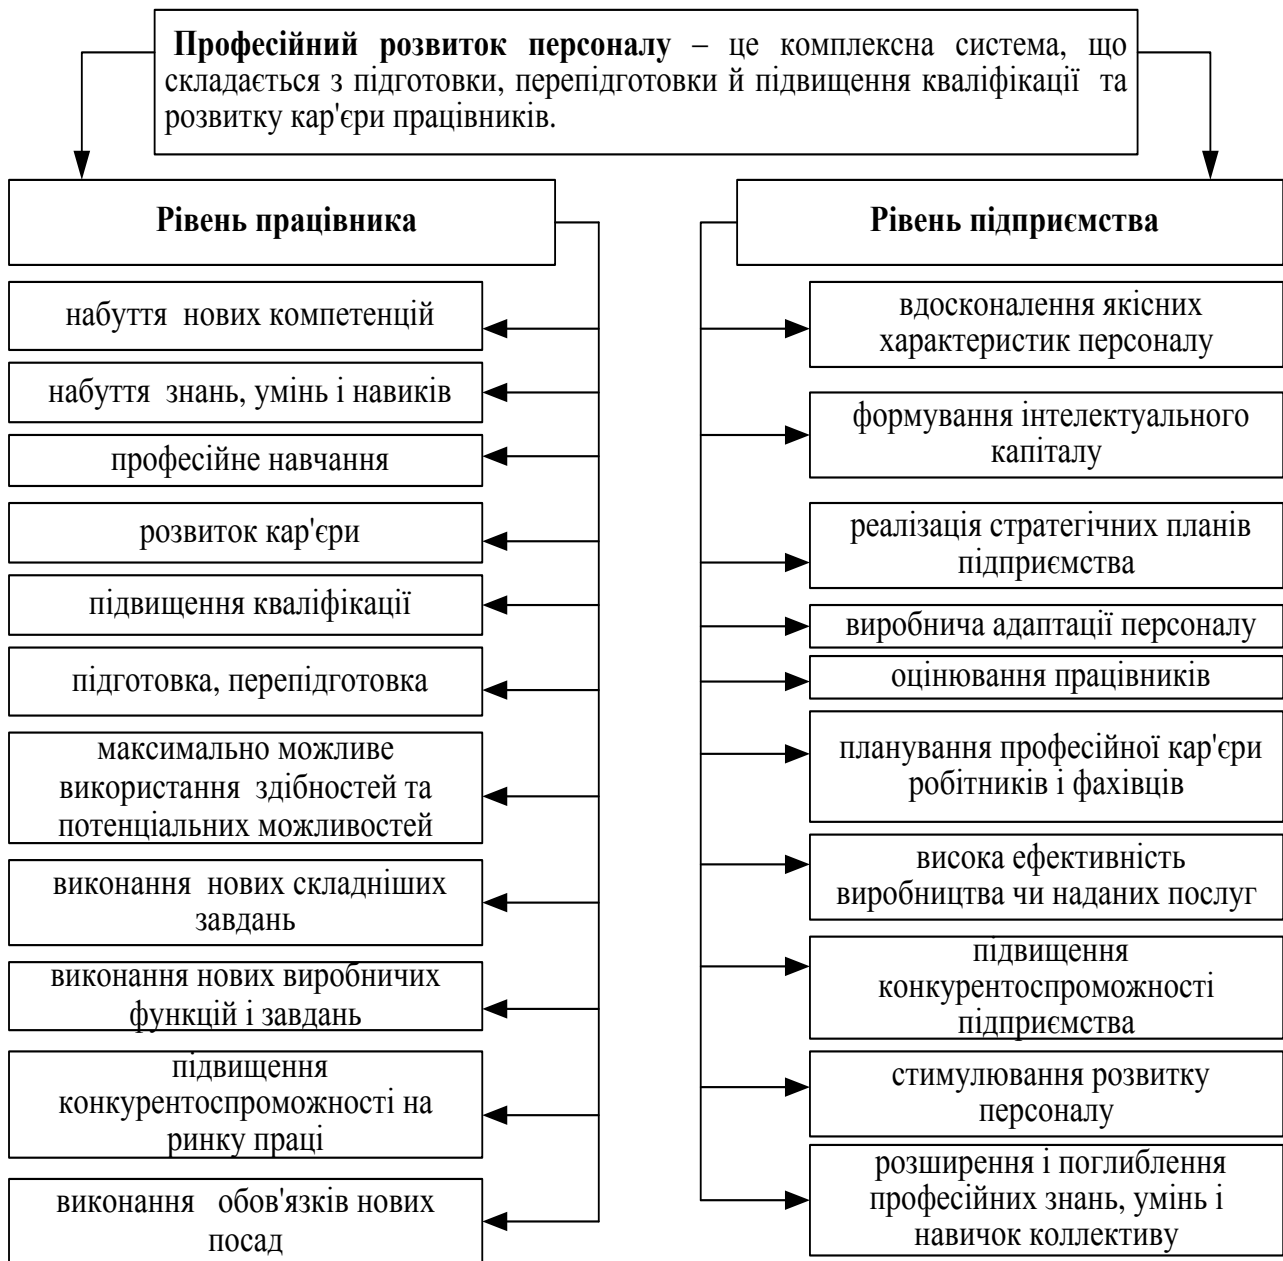 Професійний розвиток персоналу – це комплексна система, що
складається з підготовки, перепідготовки й підвищення кваліфікації та
розвитку кар'єри працівників.
Рівень працівника
набуття нових компетенцій
набуття знань, умінь і навиків
професійне навчання
розвиток кар'єри
підвищення кваліфікації
підготовка, перепідготовка
максимально можливе
використання здібностей та
потенціальних можливостей
виконання нових складніших
завдань
виконання нових виробничих
функцій і завдань
підвищення
конкурентоспроможності на
ринку праці
виконання обов'язків нових
посад
Рівень підприємства
вдосконалення якісних
характеристик персоналу
формування інтелектуального
капіталу
реалізація стратегічних планів
підприємства
виробнича адаптації персоналу
оцінювання працівників
планування професійної кар'єри
робітників і фахівців
висока ефективність
виробництва чи наданих послуг
підвищення
конкурентоспроможності
підприємства
стимулювання розвитку
персоналу
розширення і поглиблення
професійних знань, умінь і
навичок коллективу